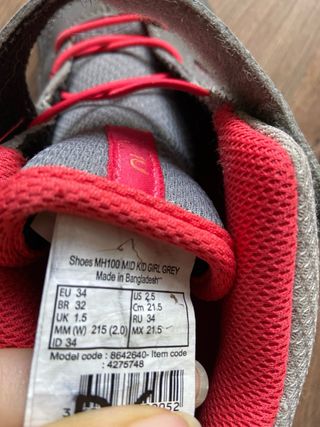 Shoes MH100 MID KID GIRL GREY
Made in Bangladesh
EU 34 US 2.5
BR 32 Cm 21.5
UK 1.5 RU 34
MM (W) 215 (2.0) MX 21.5
ID 34
Model code : 8642640- Item code
: 4275748
3